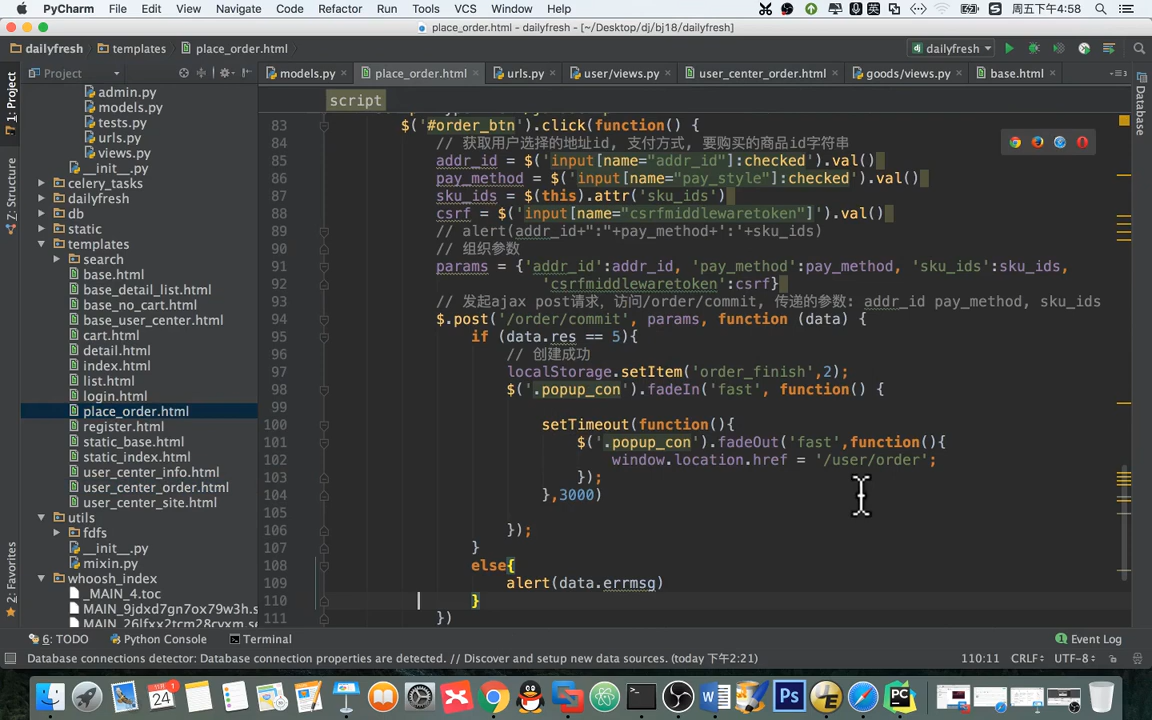 PyCharm File Edit View Navigate Code Refactor Run Tools VCS Window Help 英 周五下午4:58
place_order.html - dailyfresh - [~/Desktop/dj/bj18/dailyfresh]
dailyfresh templates place_order.html dailyfresh
Project models.py place_order.html urls.py user/views.py user_center_order.html goods/views.py base.html
1: Project
Z: Structure
2: Favorites
Database
admin.py
models.py
tests.py
urls.py
views.py
__init__.py
celery_tasks
dailyfresh
db
static
templates
search
base.html
base_detail_list.html
base_no_cart.html
base_user_center.html
cart.html
detail.html
index.html
list.html
login.html
place_order.html
register.html
static_base.html
static_index.html
user_center_info.html
user_center_order.html
user_center_site.html
utils
fdfs
__init__.py
mixin.py
whoosh_index
_MAIN_4.toc
MAIN_9jdxd7gn7ox79w3h.s
script
83 $('#order_btn').click(function() {
84 // 获取用户选择的地址id, 支付方式, 要购买的商品id字符串
85 addr_id = $('input[name="addr_id"]:checked').val()
86 pay_method = $('input[name="pay_style"]:checked').val()
87 sku_ids = $(this).attr('sku_ids')
88 csrf = $('input[name="csrfmiddlewaretoken"]').val()
89 // alert(addr_id+":"+pay_method+':'+sku_ids)
90 // 组织参数
91 params = {'addr_id':addr_id, 'pay_method':pay_method, 'sku_ids':sku_ids,
92 'csrfmiddlewaretoken':csrf}
93 // 发起ajax post请求, 访问/order/commit, 传递的参数: addr_id pay_method, sku_ids
94 $.post('/order/commit', params, function (data) {
95 if (data.res == 5){
96 // 创建成功
97 localStorage.setItem('order_finish',2);
98 $('.popup_con').fadeIn('fast', function() {
99
100 setTimeout(function(){
101 $('.popup_con').fadeOut('fast',function(){
102 window.location.href = '/user/order';
103 });
104 },3000)
105
106 });
107 }
108 else{
109 alert(data.errmsg)
110 }
111 })
6: TODO Python Console Terminal Event Log
Database connections detector: Database connection properties are detected. // Discover and setup new data sources. (today 下午2:21) 110:11 CRLF UTF-8
24